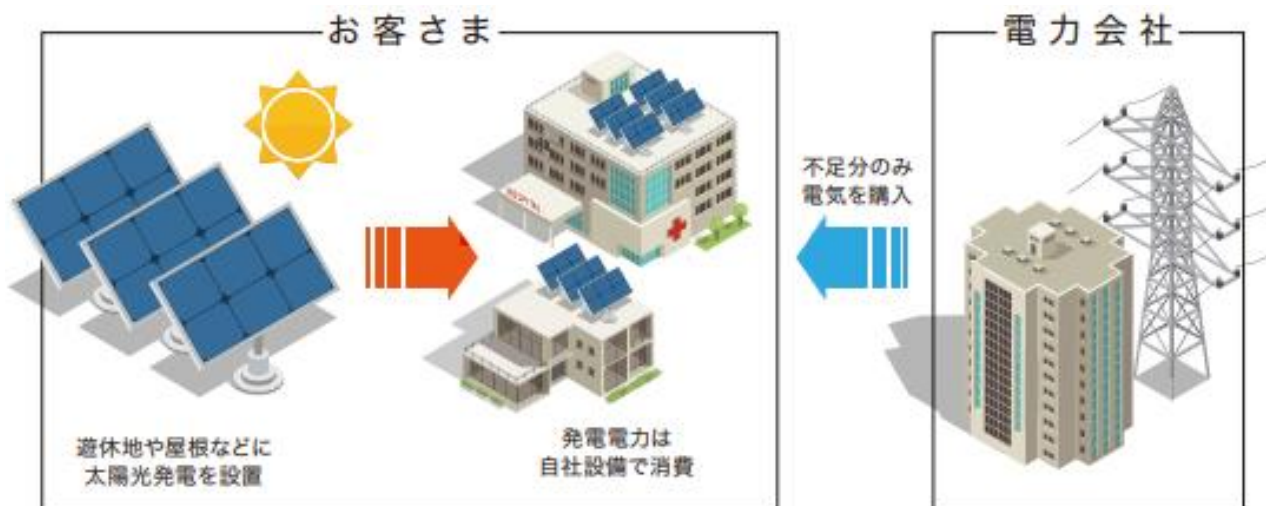 お客さま
電力会社
不足分のみ
電気を購入
遊休地や屋根などに
太陽光発電を設置
発電電力は
自社設備で消費